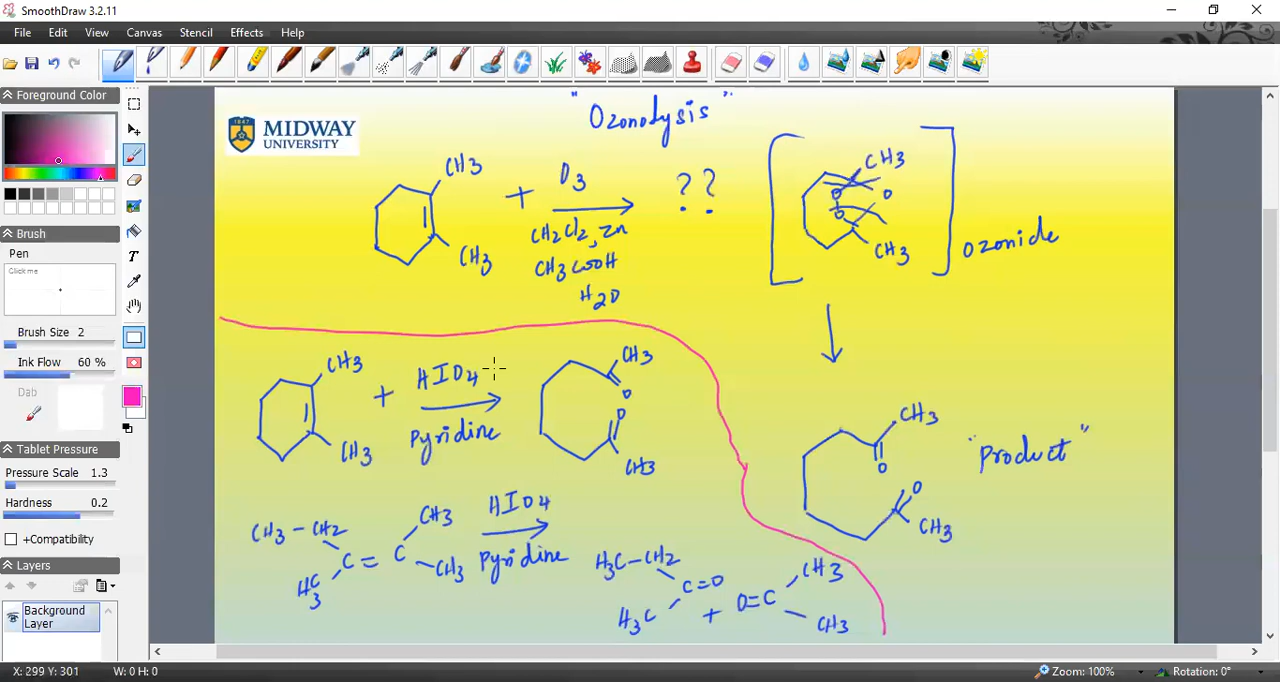 SmoothDraw 3.2.11
File Edit View Canvas Stencil Effects Help
Foreground Color
Brush
Pen
Click me
Brush Size 2
Ink Flow 60 %
Dab
Tablet Pressure
Pressure Scale 1.3
Hardness 0.2
+Compatibility
Layers
Background Layer
X: 299 Y: 301 W: 0 H: 0
Zoom: 100% Rotation: 0°
1847
MIDWAY
UNIVERSITY
"Ozonolysis"
CH3
CH3
+
O3
CH2Cl2, Zn
CH3COOH
H2O
??
CH3
O
O
O
CH3
Ozonide
CH3
CH3
+
HIO4
Pyridine
CH3
O
O
CH3
CH3
O
O
CH3
"Product"
CH3-CH2
H3C
C = C
CH3
CH3
HIO4
Pyridine
H3C-CH2
C=O
H3C
+
O=C
CH3
CH3